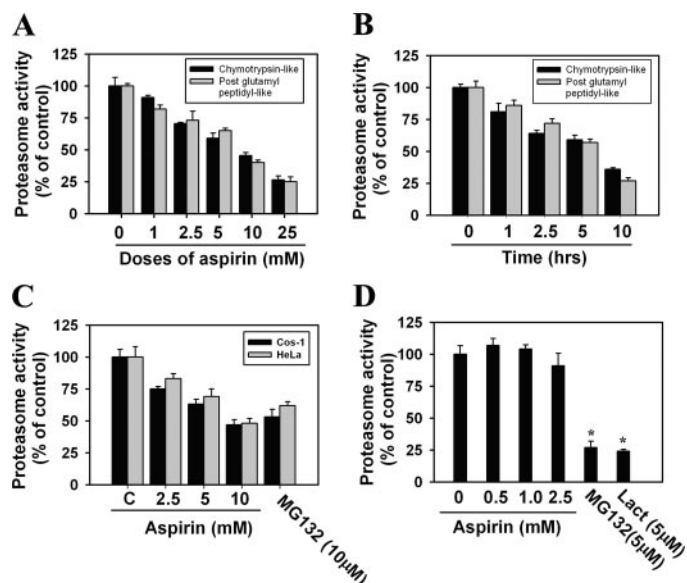 A
Proteasome activity
(% of control)
125
100
75
50
25
0
Chymotrypsin-like
Post glutamyl
peptidyl-like
0 1 2.5 5 10 25
Doses of aspirin (mM)
B
Proteasome activity
(% of control)
125
100
75
50
25
0
Chymotrypsin-like
Post glutamyl
peptidyl-like
0 1 2.5 5 10
Time (hrs)
C
Proteasome activity
(% of control)
125
100
75
50
25
0
Cos-1
HeLa
C 2.5 5 10
Aspirin (mM)
MG132 (10μM)
D
Proteasome activity
(% of control)
125
100
75
50
25
0
* *
0 0.5 1.0 2.5
Aspirin (mM)
MG132(5μM)
Lact (5μM)